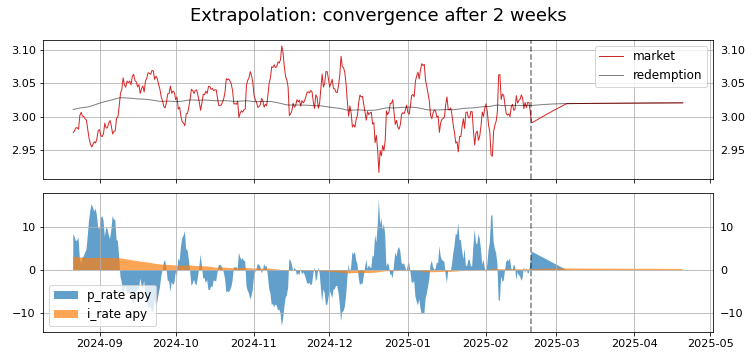 Extrapolation: convergence after 2 weeks
3.10
3.05
3.00
2.95
market
redemption
3.10
3.05
3.00
2.95
10
0
−10
p_rate apy
i_rate apy
10
0
−10
2024-09 2024-10 2024-11 2024-12 2025-01 2025-02 2025-03 2025-04 2025-05